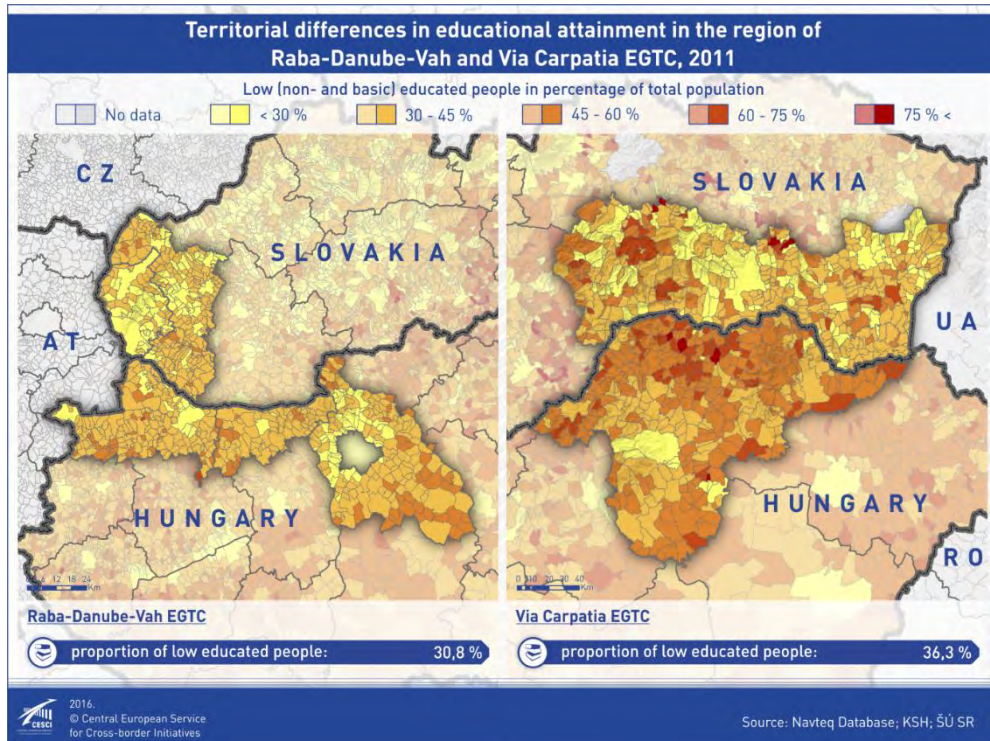 Territorial differences in educational attainment in the region of
Raba-Danube-Vah and Via Carpatia EGTC, 2011
Low (non- and basic) educated people in percentage of total population
No data
< 30 %
30 - 45 %
45 - 60 %
60 - 75 %
75 % <
CZ
SLOVAKIA
AT
HUNGARY
Km
SLOVAKIA
UA
HUNGARY
RO
Km
Raba-Danube-Vah EGTC
proportion of low educated people: 30,8 %
Via Carpatia EGTC
proportion of low educated people: 36,3 %
CESCI
2016.
© Central European Service
for Cross-border Initiatives
Source: Navteq Database; KSH; ŠÚ SR